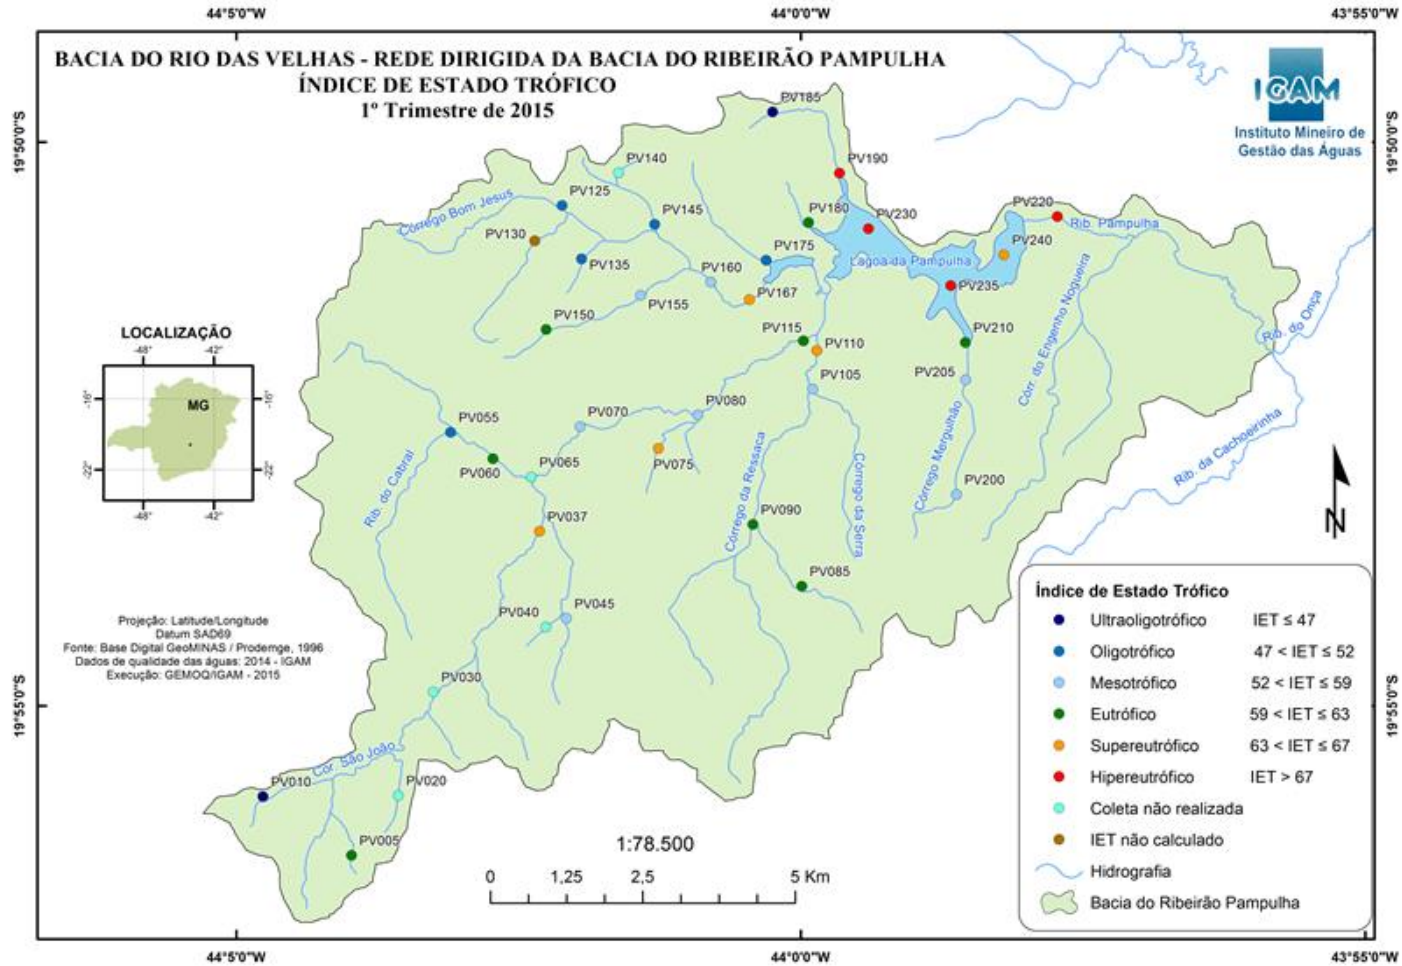 44°5'0"W 44°0'0"W 43°55'0"W
BACIA DO RIO DAS VELHAS - REDE DIRIGIDA DA BACIA DO RIBEIRÃO PAMPULHA
ÍNDICE DE ESTADO TRÓFICO
1º Trimestre de 2015
IGAM
Instituto Mineiro de
Gestão das Águas
19°50'0"S 19°50'0"S
PV185
PV140
PV190
PV125
Córrego Bom Jesus
PV145
PV180
PV230
PV220
Rib. Pampulha
PV130
PV175
PV240
PV135
PV160
Lagoa da Pampulha
PV155
PV167
PV235
PV150
PV115
PV210
Rib. do Onça
PV110
Córr. do Engenho Nogueira
PV105
PV205
LOCALIZAÇÃO
-48° -42°
-16° MG -16°
-22° -22°
-48° -42°
PV055
PV070
PV080
PV060
PV065
PV075
Rib. do Cabral
Córrego da Ressaca
Córrego da Serra
Córrego Mergulhão
PV200
Rib. da Cachoeirinha
N
PV037
PV090
PV085
PV040
PV045
PV030
Projeção: Latitude/Longitude
Datum SAD69
Fonte: Base Digital GeoMINAS / Prodemge, 1996
Dados de qualidade das águas: 2014 - IGAM
Execução: GEMOQ/IGAM - 2015
19°55'0"S 19°55'0"S
Cor. São João
PV010
PV020
PV005
1:78.500
0 1,25 2,5 5 Km
Índice de Estado Trófico
Ultraoligotrófico IET ≤ 47
Oligotrófico 47 < IET ≤ 52
Mesotrófico 52 < IET ≤ 59
Eutrófico 59 < IET ≤ 63
Supereutrófico 63 < IET ≤ 67
Hipereutrófico IET > 67
Coleta não realizada
IET não calculado
Hidrografia
Bacia do Ribeirão Pampulha
44°5'0"W 44°0'0"W 43°55'0"W